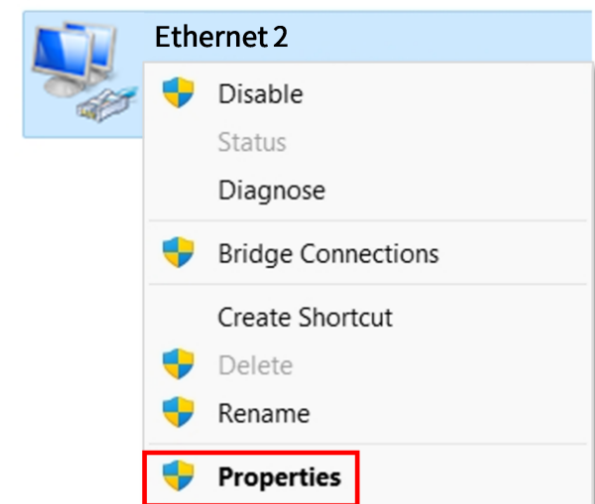 Ethernet 2
Disable
Status
Diagnose
Bridge Connections
Create Shortcut
Delete
Rename
Properties